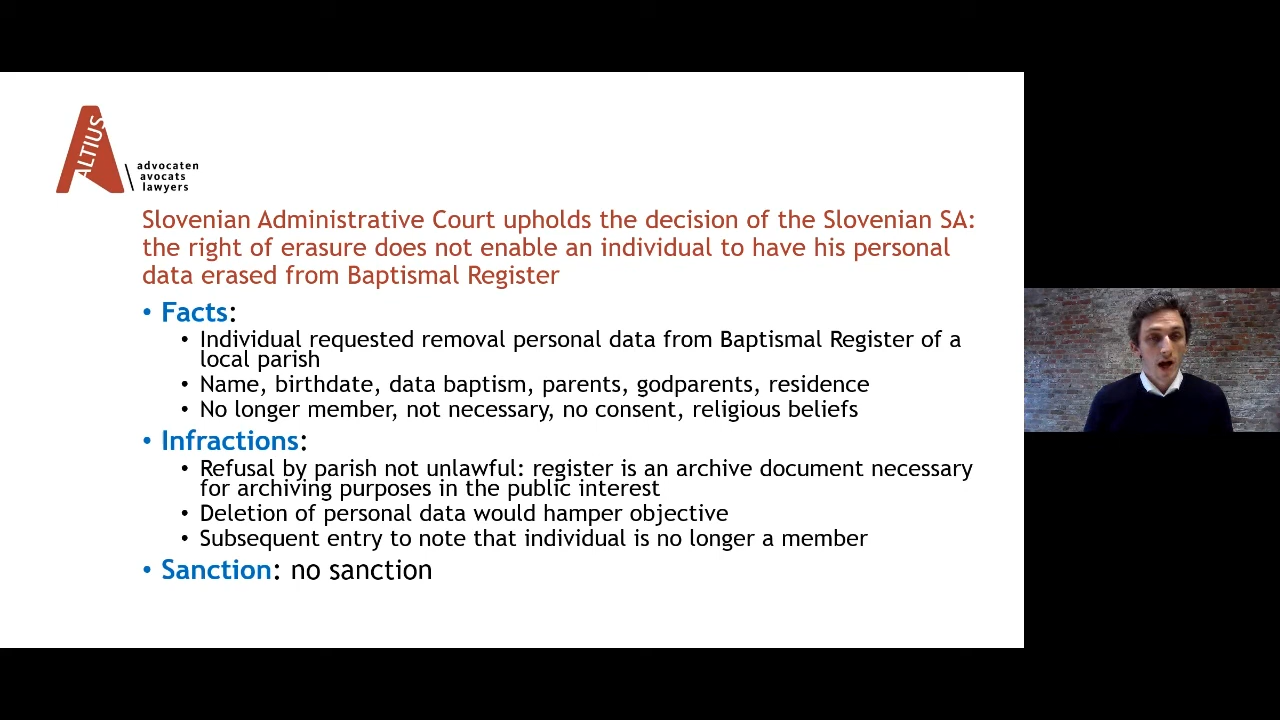 ALTIUS
advocaten
avocats
lawyers
Slovenian Administrative Court upholds the decision of the Slovenian SA:
the right of erasure does not enable an individual to have his personal
data erased from Baptismal Register
• Facts:
• Individual requested removal personal data from Baptismal Register of a
local parish
• Name, birthdate, data baptism, parents, godparents, residence
• No longer member, not necessary, no consent, religious beliefs
• Infractions:
• Refusal by parish not unlawful: register is an archive document necessary
for archiving purposes in the public interest
• Deletion of personal data would hamper objective
• Subsequent entry to note that individual is no longer a member
• Sanction: no sanction